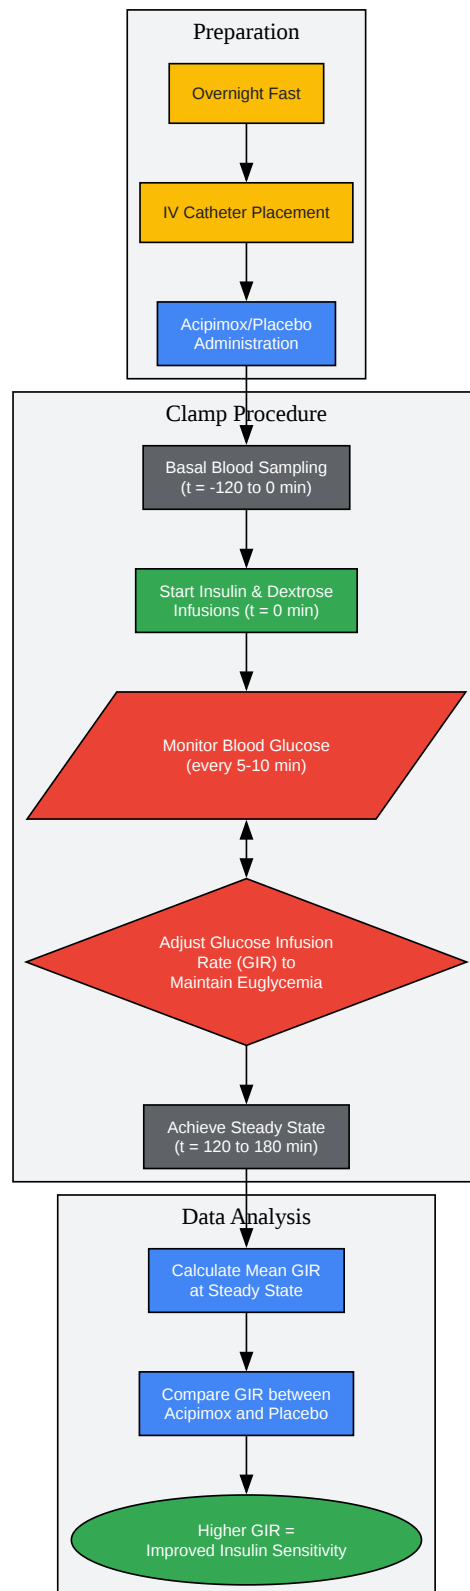 Preparation
Overnight Fast
IV Catheter Placement
Acipimox/Placebo
Administration
Clamp Procedure
Basal Blood Sampling
(t = -120 to 0 min)
Start Insulin & Dextrose
Infusions (t = 0 min)
Monitor Blood Glucose
(every 5-10 min)
Adjust Glucose Infusion
Rate (GIR) to
Maintain Euglycemia
Achieve Steady State
(t = 120 to 180 min)
Data Analysis
Calculate Mean GIR
at Steady State
Compare GIR between
Acipimox and Placebo
Higher GIR =
Improved Insulin Sensitivity